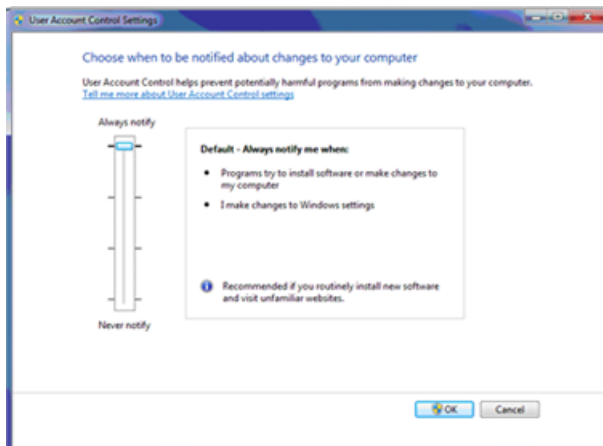 User Account Control Settings
Choose when to be notified about changes to your computer
User Account Control helps prevent potentially harmful programs from making changes to your computer.
Tell me more about User Account Control settings
Always notify
Default - Always notify me when:
• Programs try to install software or make changes to
my computer
• I make changes to Windows settings
Recommended if you routinely install new software
and visit unfamiliar websites.
Never notify
OK
Cancel